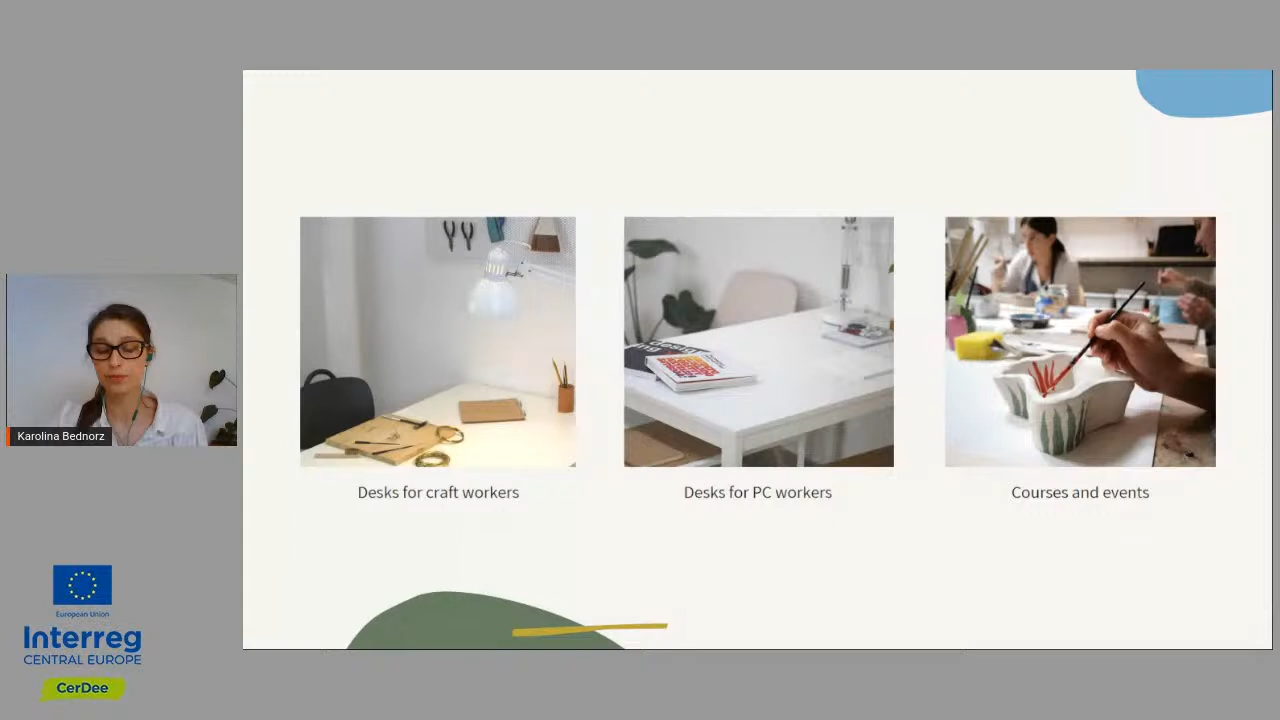 Desks for craft workers
Desks for PC workers
Courses and events
Karolina Bednorz
European Union
Interreg
CENTRAL EUROPE
CerDee